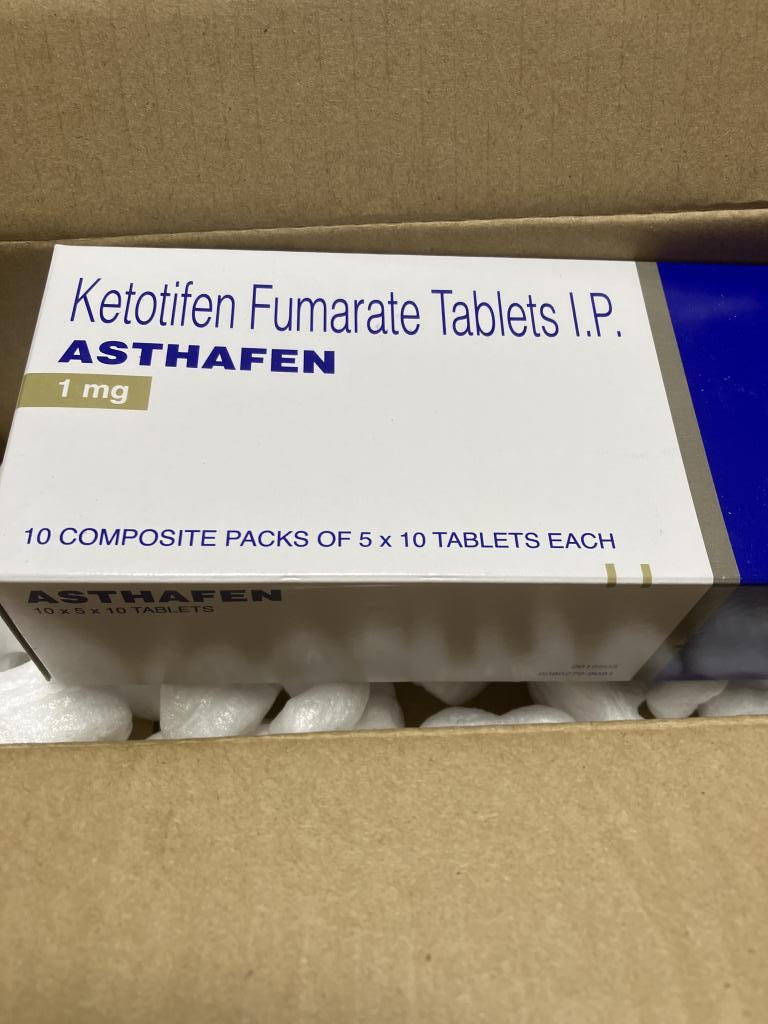 Ketotifen Fumarate Tablets I.P.
ASTHAFEN
1 mg
10 COMPOSITE PACKS OF 5 x 10 TABLETS EACH
ASTHAFEN
10 x 5 x 10 TABLETS